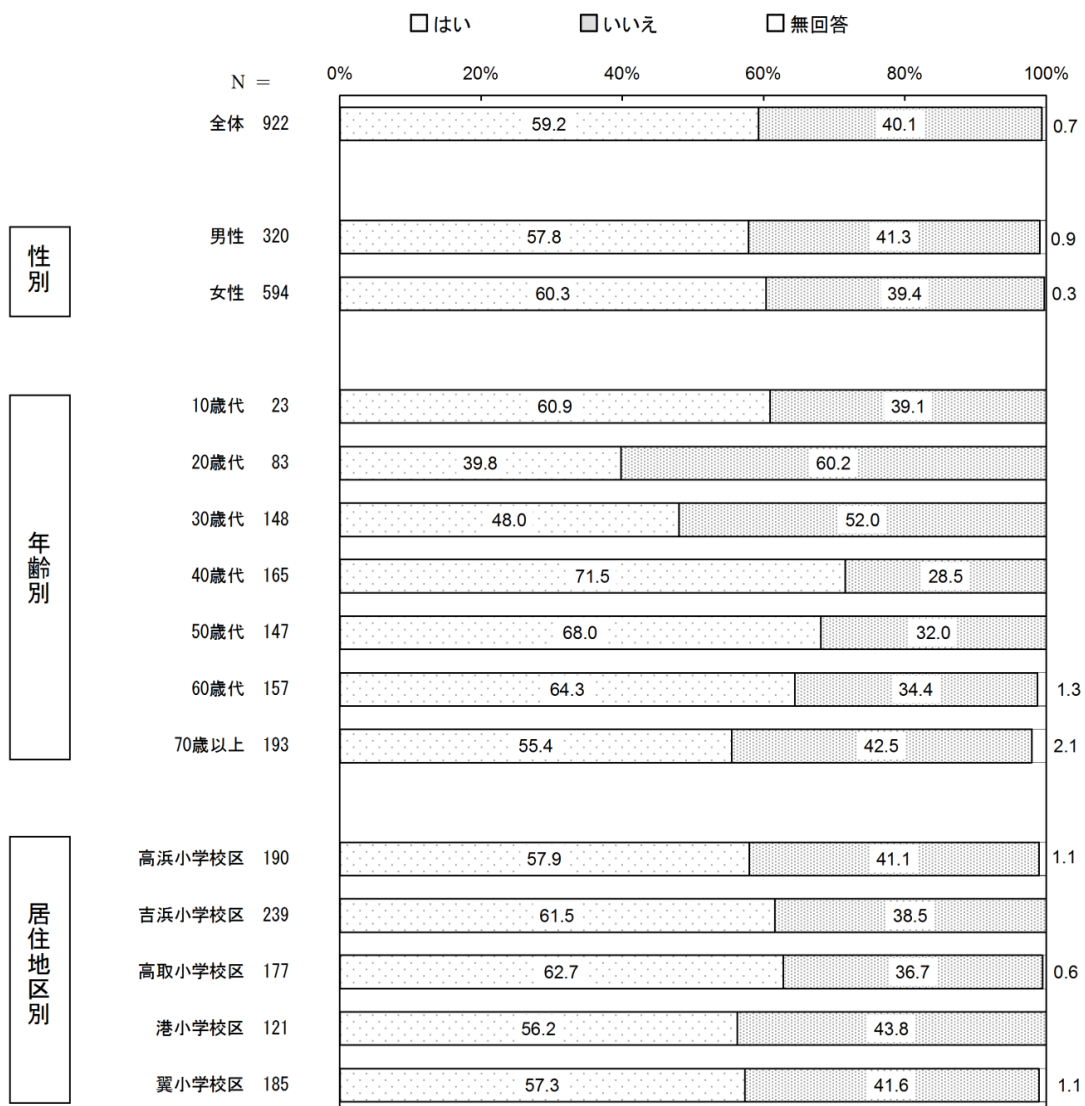 はい いいえ 無回答
N = 0% 20% 40% 60% 80% 100%
全体 922 59.2 40.1 0.7
性別
男性 320 57.8 41.3 0.9
女性 594 60.3 39.4 0.3
年齢別
10歳代 23 60.9 39.1
20歳代 83 39.8 60.2
30歳代 148 48.0 52.0
40歳代 165 71.5 28.5
50歳代 147 68.0 32.0
60歳代 157 64.3 34.4 1.3
70歳以上 193 55.4 42.5 2.1
居住地区別
高浜小学校区 190 57.9 41.1 1.1
吉浜小学校区 239 61.5 38.5
高取小学校区 177 62.7 36.7 0.6
港小学校区 121 56.2 43.8
翼小学校区 185 57.3 41.6 1.1